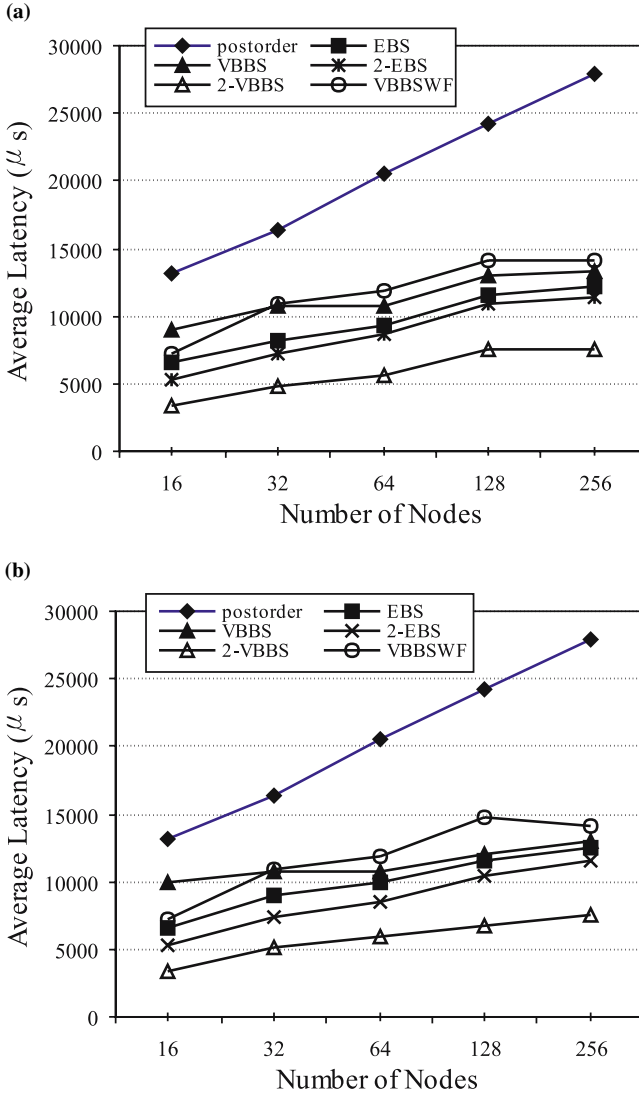 (a)
30000
25000
20000
15000
10000
5000
0
Average Latency (μ s)
postorder
EBS
VBBS
2-EBS
2-VBBS
VBBSWF
16
32
64
128
256
Number of Nodes
(b)
30000
25000
20000
15000
10000
5000
0
Average Latency (μ s)
postorder
EBS
VBBS
2-EBS
2-VBBS
VBBSWF
16
32
64
128
256
Number of Nodes